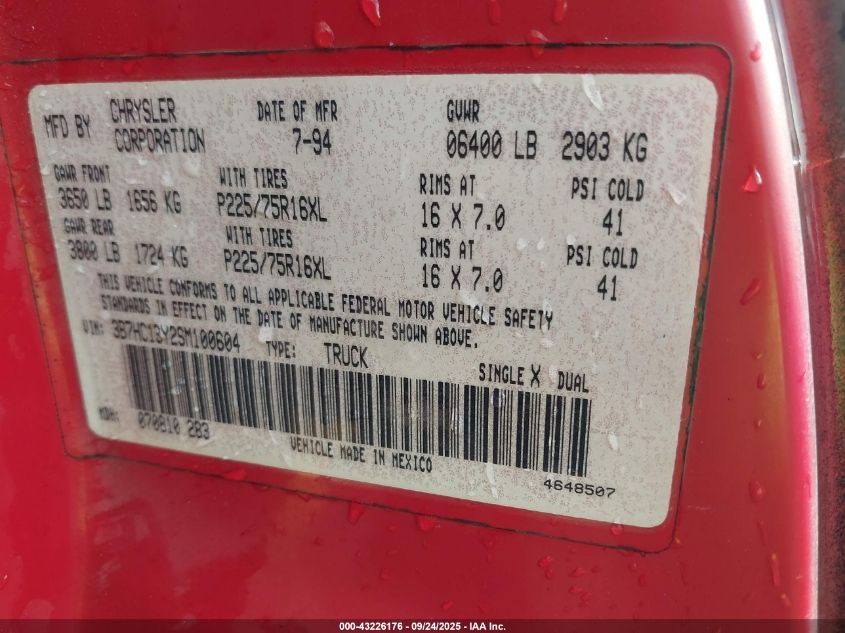 MFD BY CHRYSLER CORPORATION DATE OF MFR 7-94 GVWR 06400 LB 2903 KG
GAWR FRONT WITH TIRES RIMS AT PSI COLD
3650 LB 1656 KG P225/75R16XL 16 X 7.0 41
GAWR REAR WITH TIRES RIMS AT PSI COLD
3800 LB 1724 KG P225/75R16XL 16 X 7.0 41
THIS VEHICLE CONFORMS TO ALL APPLICABLE FEDERAL MOTOR VEHICLE SAFETY
STANDARDS IN EFFECT ON THE DATE OF MANUFACTURE SHOWN ABOVE.
VIN: 3B7HC13Y2SM100604 TYPE: TRUCK SINGLE X DUAL
MDH: 070810 283
VEHICLE MADE IN MEXICO
4648507
000-43226176 - 09/24/2025 - IAA Inc.